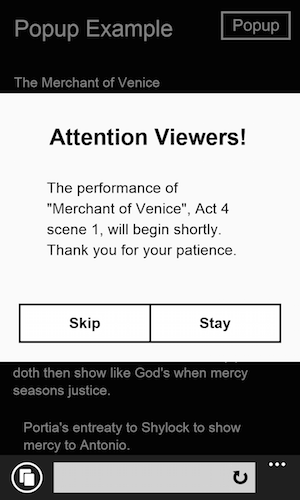 Popup Example
Popup
The Merchant of Venice
Attention Viewers!
The performance of
"Merchant of Venice", Act 4
scene 1, will begin shortly.
Thank you for your patience.
Skip
Stay
doth then show like God's when mercy
seasons justice.
Portia's entreaty to Shylock to show
mercy to Antonio.